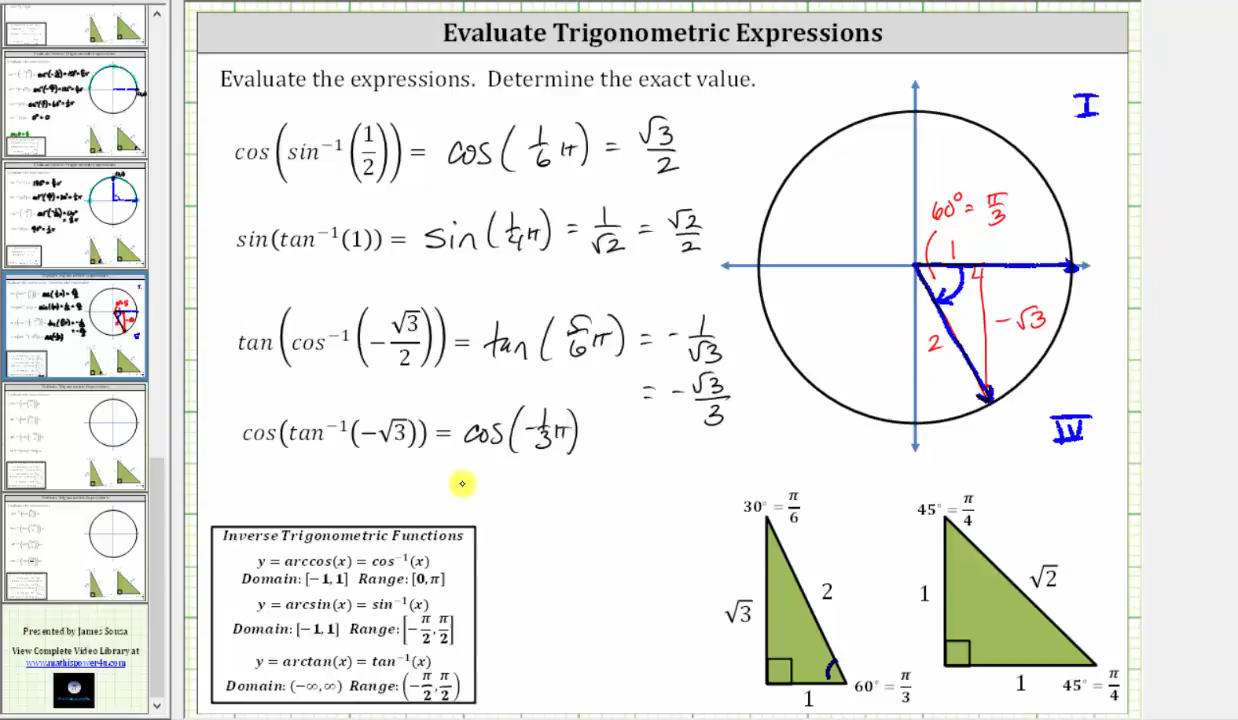 Evaluate Trigonometric Expressions
Evaluate the expressions. Determine the exact value.
cos(sin⁻¹(1/2)) = cos(1/6 π) = √3/2
sin(tan⁻¹(1)) = sin(1/4 π) = 1/√2 = √2/2
tan(cos⁻¹(-√3/2)) = tan(5/6 π) = -1/√3
= -√3/3
cos(tan⁻¹(-√3)) = cos(-1/3 π)
I
60° = π/3
1
-√3
2
IV
Inverse Trigonometric Functions
y = arccos(x) = cos⁻¹(x)
Domain: [-1, 1] Range: [0, π]
y = arcsin(x) = sin⁻¹(x)
Domain: [-1, 1] Range: [-π/2, π/2]
y = arctan(x) = tan⁻¹(x)
Domain: (-∞, ∞) Range: (-π/2, π/2)
30° = π/6
√3
2
1
60° = π/3
45° = π/4
1
√2
1
45° = π/4
Presented by James Sousa
View Complete Video Library at
www.mathispower4u.com